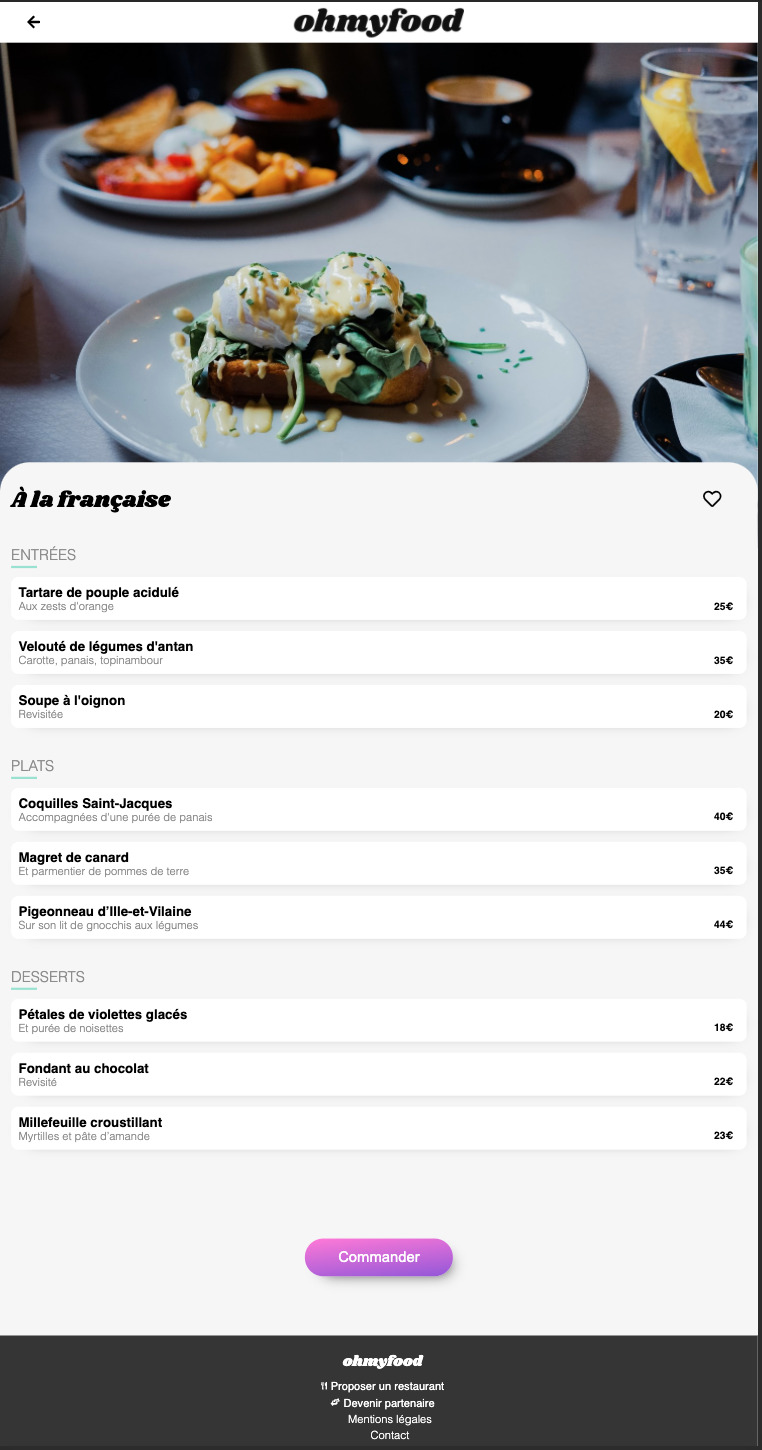 ohmyfood
À la française
ENTRÉES
Tartare de pouple acidulé
Aux zests d'orange
25€
Velouté de légumes d'antan
Carotte, panais, topinambour
35€
Soupe à l'oignon
Revisitée
20€
PLATS
Coquilles Saint-Jacques
Accompagnées d'une purée de panais
40€
Magret de canard
Et parmentier de pommes de terre
35€
Pigeonneau d’Ille-et-Vilaine
Sur son lit de gnocchis aux légumes
44€
DESSERTS
Pétales de violettes glacés
Et purée de noisettes
18€
Fondant au chocolat
Revisité
22€
Millefeuille croustillant
Myrtilles et pâte d’amande
23€
Commander
ohmyfood
Proposer un restaurant
Devenir partenaire
Mentions légales
Contact